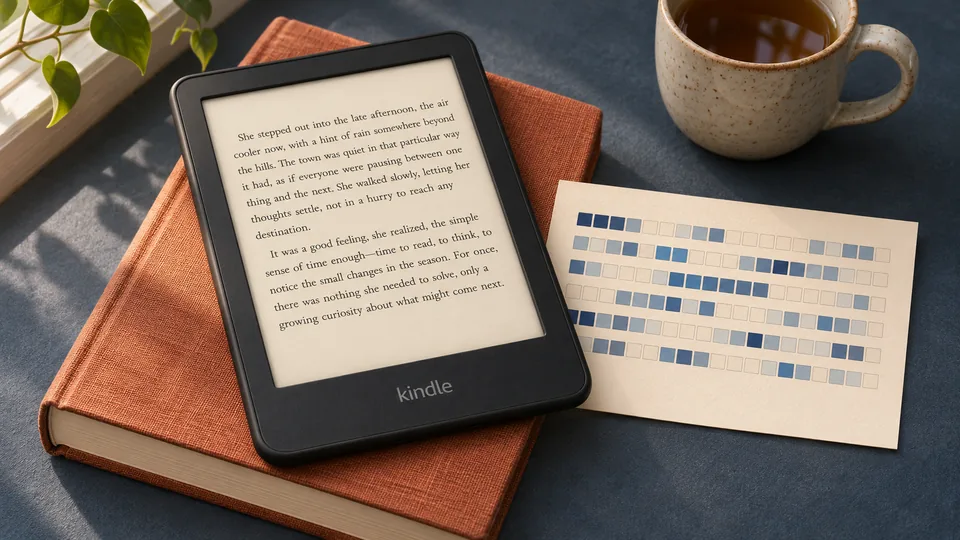 She stepped out into the late afternoon, the air
cooler now, with a hint of rain somewhere beyond
the hills. The town was quiet in that particular way
it had, as if everyone were pausing between one
thing and the next. She walked slowly, letting her
thoughts settle, not in a hurry to reach any
destination.
It was a good feeling, she realized, the simple
sense of time enough—time to read, to think, to
notice the small changes in the season. For once,
there was nothing she needed to solve, only a
growing curiosity about what might come next.
kindle